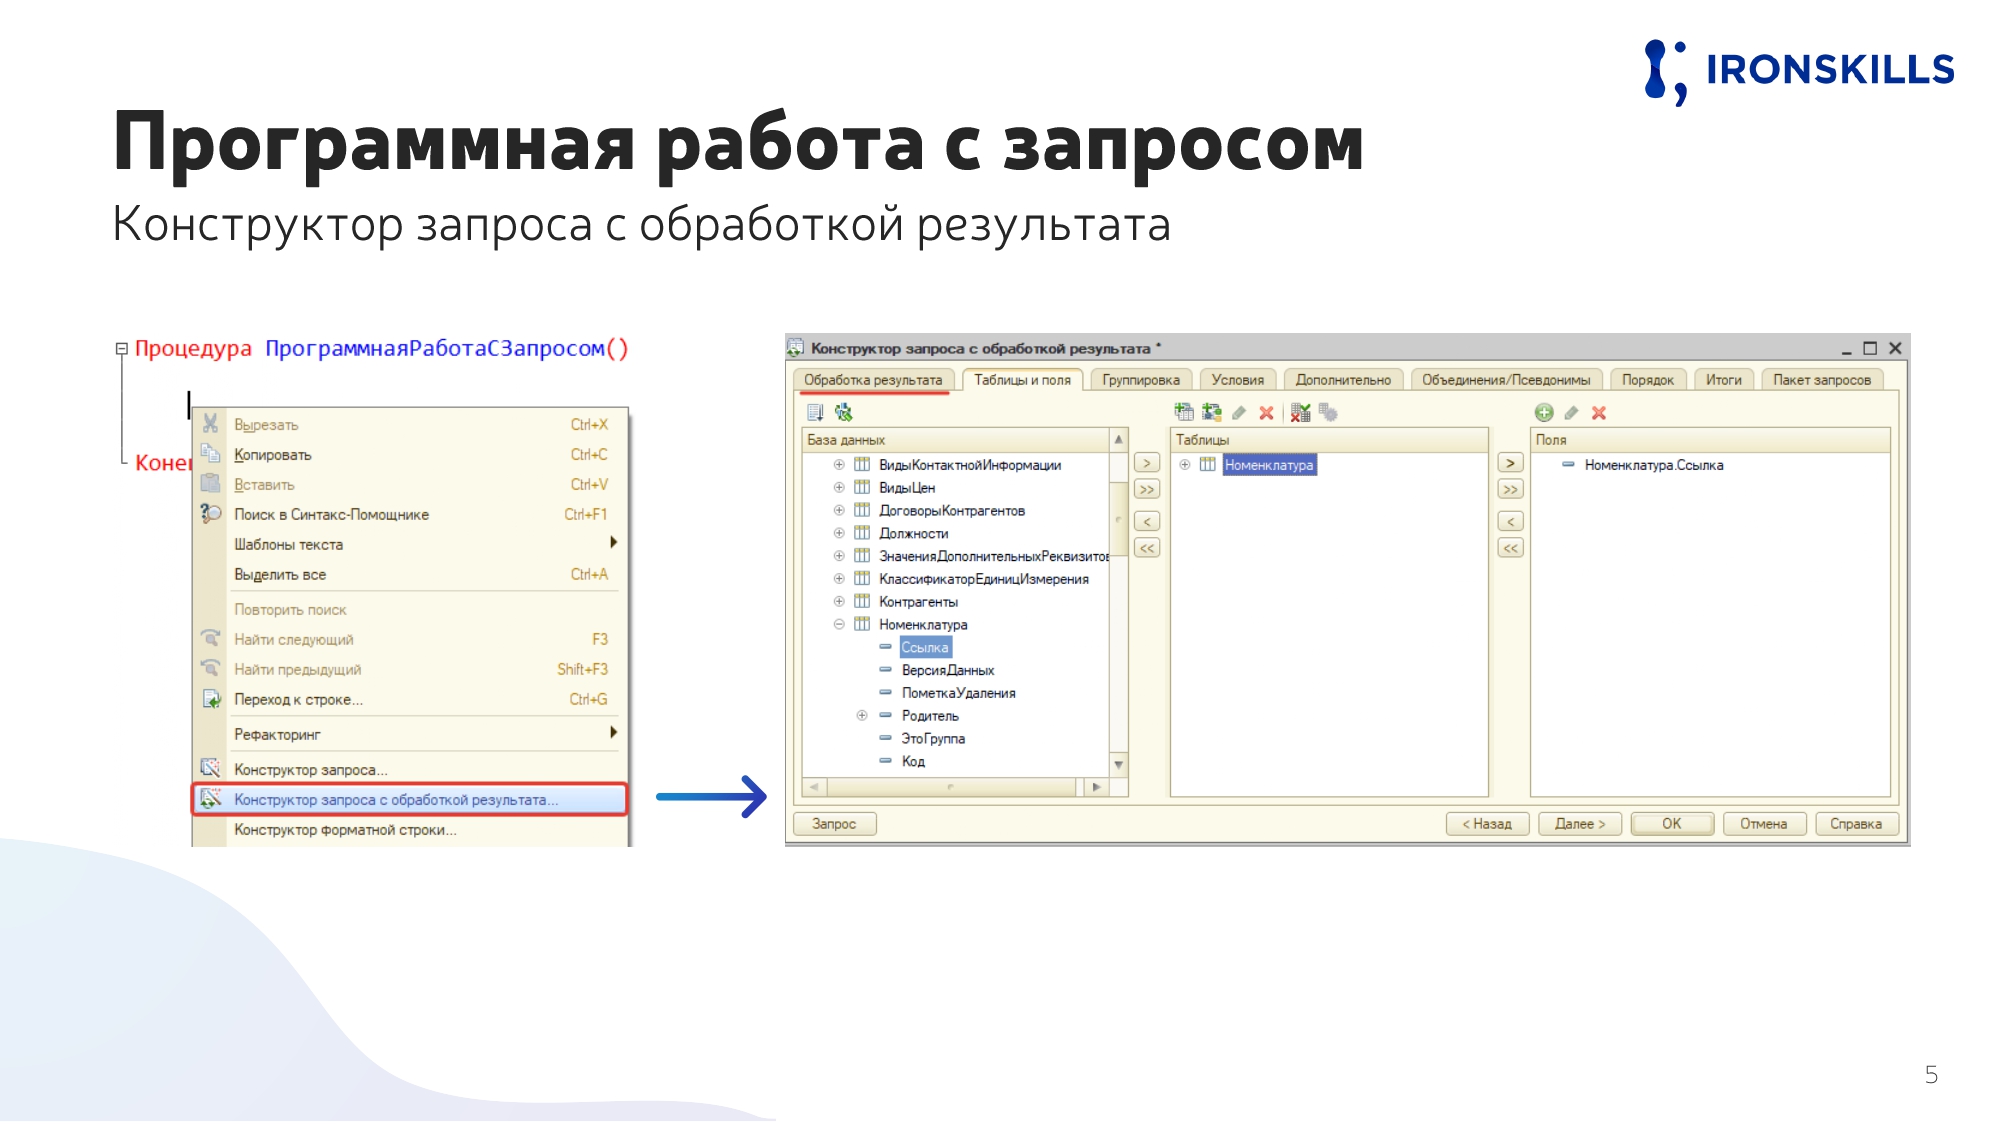 IRONSKILLS
Программная работа с запросом
Конструктор запроса с обработкой результата
Процедура ПрограммнаяРаботаСЗапросом()
Вырезать Ctrl+X
Копировать Ctrl+C
Вставить Ctrl+V
Поиск в Синтакс-Помощнике Ctrl+F1
Шаблоны текста
Выделить все Ctrl+A
Повторить поиск
Найти следующий F3
Найти предыдущий Shift+F3
Переход к строке... Ctrl+G
Рефакторинг
Конструктор запроса...
Конструктор запроса с обработкой результата...
Конструктор форматной строки...
Конструктор запроса с обработкой результата *
Обработка результата Таблицы и поля Группировка Условия Дополнительно Объединения/Псевдонимы Порядок Итоги Пакет запросов
База данных
ВидыКонтактнойИнформации
ВидыЦен
ДоговорыКонтрагентов
Должности
ЗначенияДополнительныхРеквизитов
КлассификаторЕдиницИзмерения
Контрагенты
Номенклатура
Ссылка
ВерсияДанных
ПометкаУдаления
Родитель
ЭтоГруппа
Код
>
>>
<
<<
Таблицы
Номенклатура
>
>>
<
<<
Поля
Номенклатура.Ссылка
Запрос < Назад Далее > ОК Отмена Справка
5